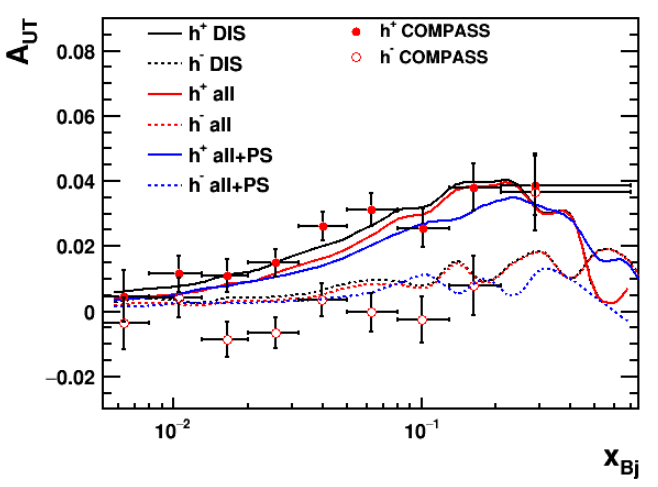 A_UT
0.08
0.06
0.04
0.02
0
−0.02
10^-2
10^-1
x_Bj
h^+ DIS
h^- DIS
h^+ all
h^- all
h^+ all+PS
h^- all+PS
h^+ COMPASS
h^- COMPASS